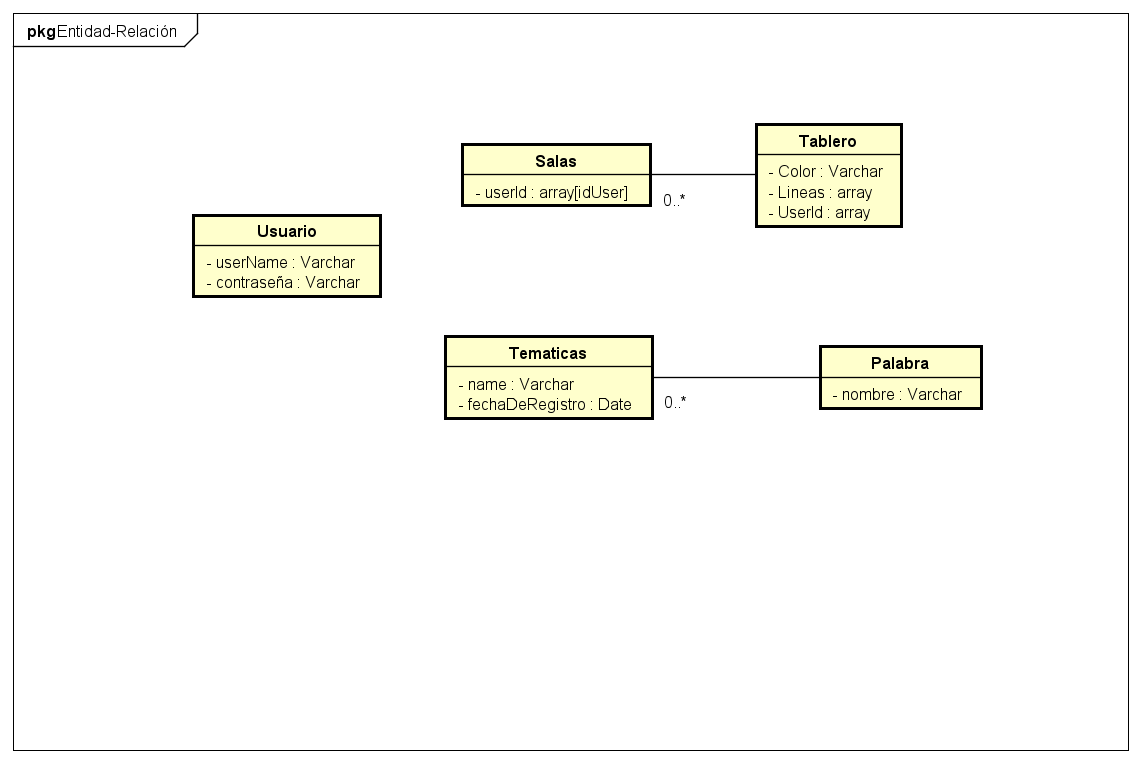 pkgEntidad-Relación
Salas
- userId : array[idUser]
0..*
Tablero
- Color : Varchar
- Lineas : array
- UserId : array
Usuario
- userName : Varchar
- contraseña : Varchar
Tematicas
- name : Varchar
- fechaDeRegistro : Date
0..*
Palabra
- nombre : Varchar